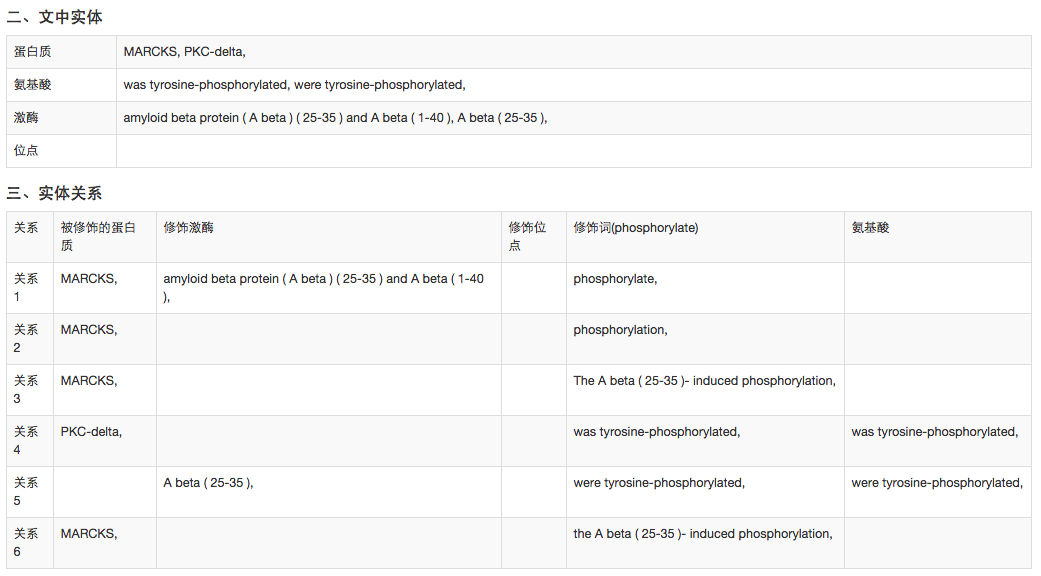 二、文中实体
蛋白质 MARCKS, PKC-delta,
氨基酸 was tyrosine-phosphorylated, were tyrosine-phosphorylated,
激酶 amyloid beta protein ( A beta ) ( 25-35 ) and A beta ( 1-40 ), A beta ( 25-35 ),
位点
三、实体关系
关系 被修饰的蛋白 修饰激酶 修饰位 修饰词(phosphorylate) 氨基酸
质 点
关系 MARCKS, amyloid beta protein ( A beta ) ( 25-35 ) and A beta ( 1-40 phosphorylate,
1 ),
关系 MARCKS, phosphorylation,
2
关系 MARCKS, The A beta ( 25-35 )- induced phosphorylation,
3
关系 PKC-delta, was tyrosine-phosphorylated, was tyrosine-phosphorylated,
4
关系 A beta ( 25-35 ), were tyrosine-phosphorylated, were tyrosine-phosphorylated,
5
关系 MARCKS, the A beta ( 25-35 )- induced phosphorylation,
6